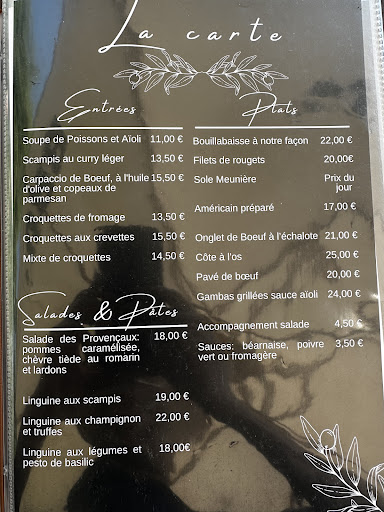 La carte
Entrées
Soupe de Poissons et Aïoli 11,00 €
Scampis au curry léger 13,50 €
Carpaccio de Boeuf, à l'huile 15,50 €
d'olive et copeaux de
parmesan
Croquettes de fromage 13,50 €
Croquettes aux crevettes 15,50 €
Mixte de croquettes 14,50 €
Salades & Pâtes
Salade des Provençaux: 18,00 €
pommes caramélisée,
chèvre tiède au romarin
et lardons
Linguine aux scampis 19,00 €
Linguine aux champignon 22,00 €
et truffes
Linguine aux légumes et 18,00€
pesto de basilic
Plats
Bouillabaisse à notre façon 22,00 €
Filets de rougets 20,00€
Sole Meunière Prix du
jour
Américain préparé 17,00 €
Onglet de Boeuf à l'échalote 21,00 €
Côte à l'os 25,00 €
Pavé de bœuf 20,00 €
Gambas grillées sauce aïoli 24,00 €
Accompagnement salade 4,50 €
Sauces: béarnaise, poivre 3,50 €
vert ou fromagère